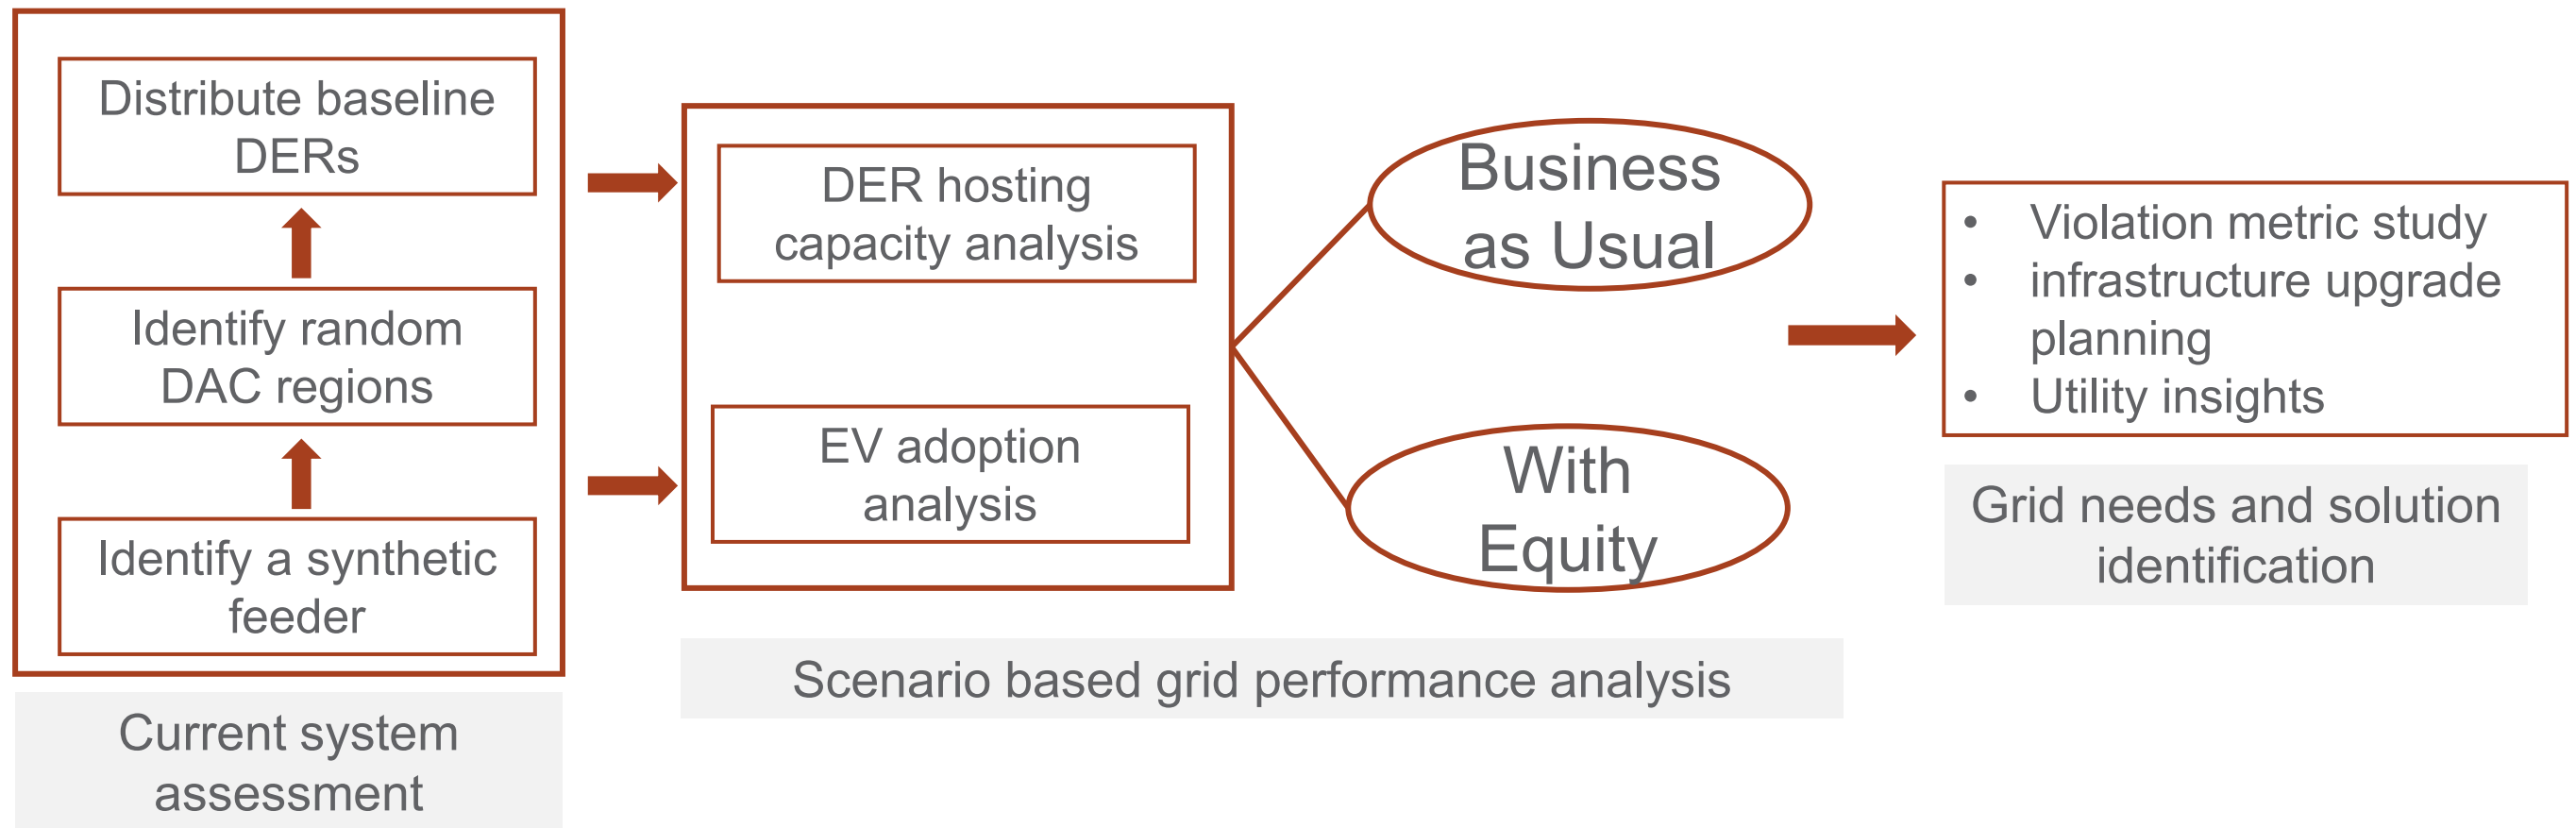 Distribute baseline
DERs
Identify random
DAC regions
Identify a synthetic
feeder
Current system
assessment
DER hosting
capacity analysis
EV adoption
analysis
Business
as Usual
With
Equity
Scenario based grid performance analysis
• Violation metric study
• infrastructure upgrade
planning
• Utility insights
Grid needs and solution
identification